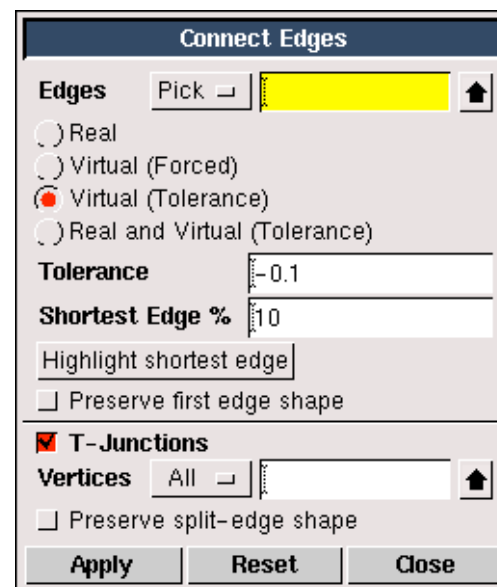 Connect Edges
Edges Pick
Real
Virtual (Forced)
Virtual (Tolerance)
Real and Virtual (Tolerance)
Tolerance -0.1
Shortest Edge % 10
Highlight shortest edge
Preserve first edge shape
T-Junctions
Vertices All
Preserve split-edge shape
Apply Reset Close